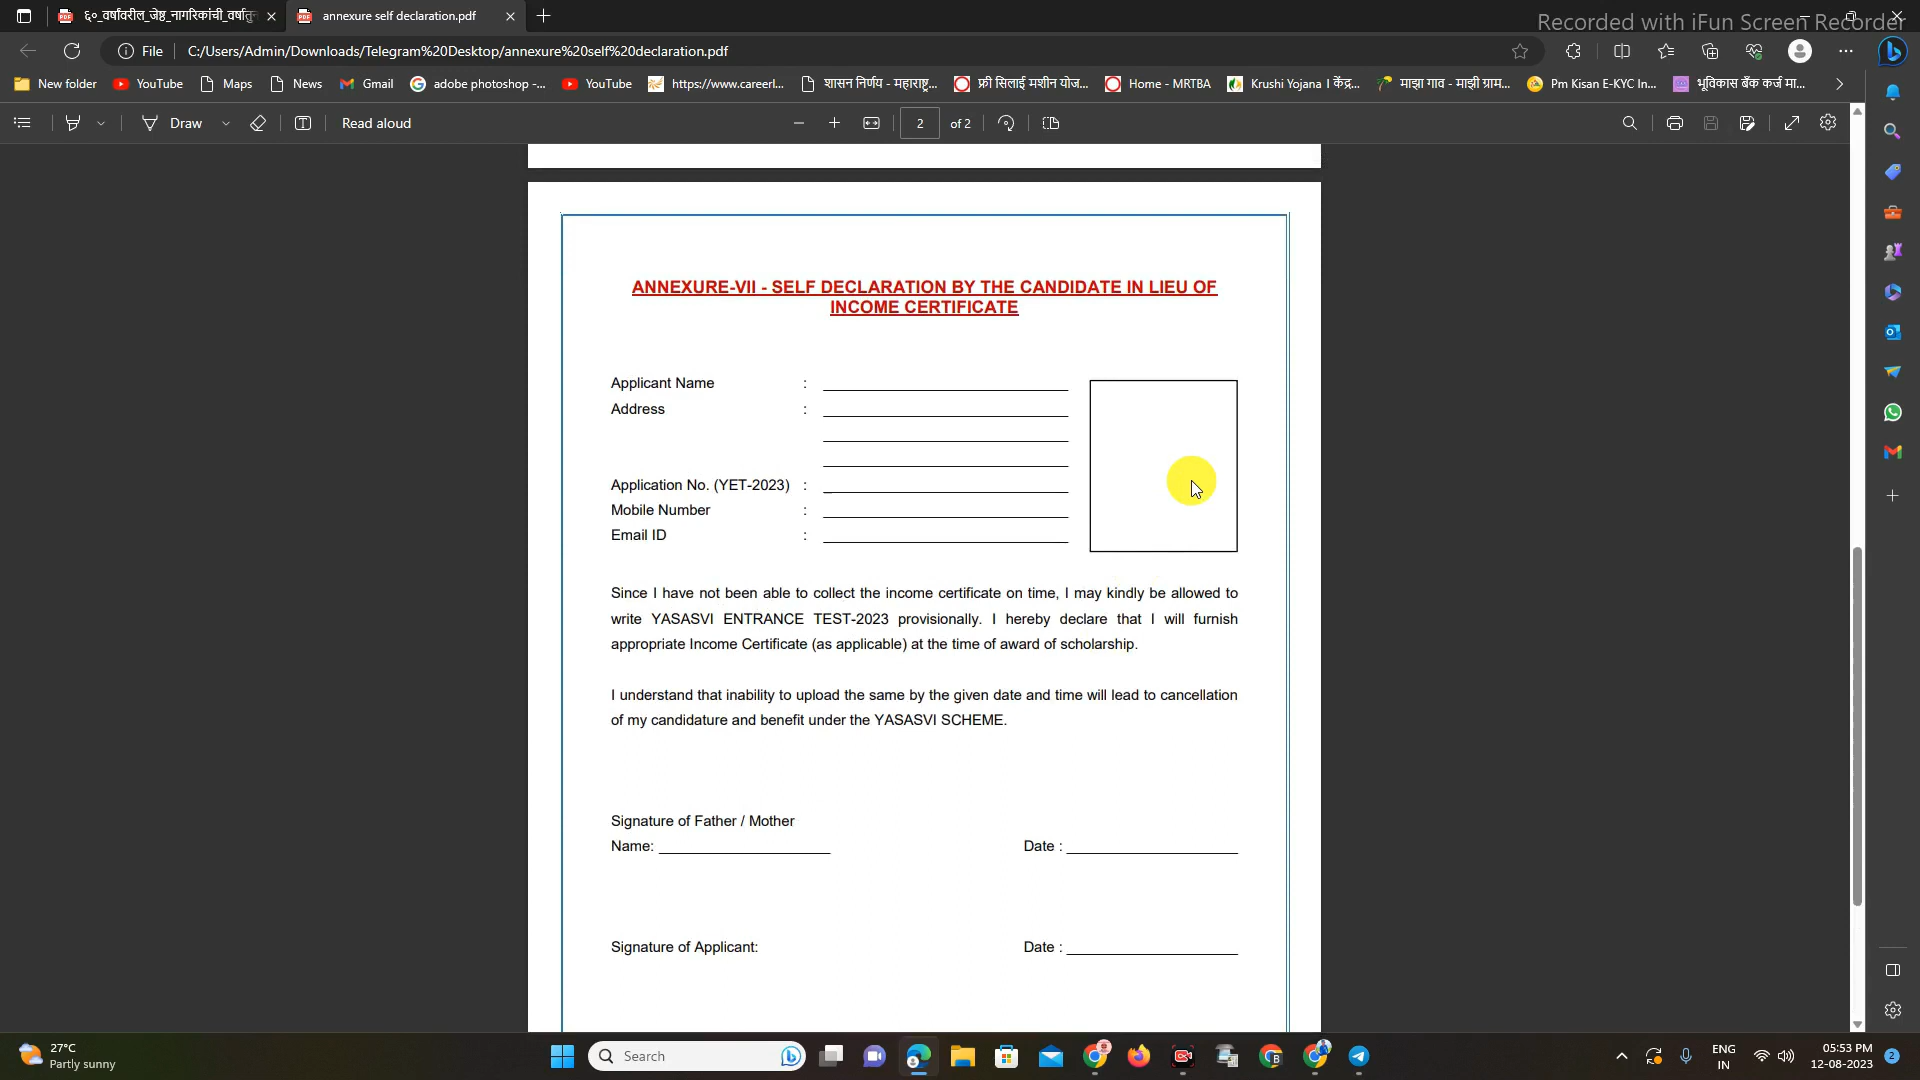 ६०_वर्षांवरील_जेष्ठ_नागरिकांची_वर्षातु
annexure self declaration.pdf
Recorded with iFun Screen Recorder
File
C:/Users/Admin/Downloads/Telegram%20Desktop/annexure%20self%20declaration.pdf
New folder
YouTube
Maps
News
Gmail
adobe photoshop -...
YouTube
https://www.careerl...
शासन निर्णय - महाराष्ट्र...
फ्री सिलाई मशीन योज...
Home - MRTBA
Krushi Yojana । केंद्र...
माझा गाव - माझी ग्राम...
Pm Kisan E-KYC In...
भूविकास बँक कर्ज मा...
Draw
Read aloud
2
of 2
ANNEXURE-VII - SELF DECLARATION BY THE CANDIDATE IN LIEU OF
INCOME CERTIFICATE
Applicant Name :
Address :
Application No. (YET-2023) :
Mobile Number :
Email ID :
Since I have not been able to collect the income certificate on time, I may kindly be allowed to
write YASASVI ENTRANCE TEST-2023 provisionally. I hereby declare that I will furnish
appropriate Income Certificate (as applicable) at the time of award of scholarship.
I understand that inability to upload the same by the given date and time will lead to cancellation
of my candidature and benefit under the YASASVI SCHEME.
Signature of Father / Mother
Name: Date :
Signature of Applicant: Date :
27°C
Partly sunny
Search
ENG
IN
05:53 PM
12-08-2023
2